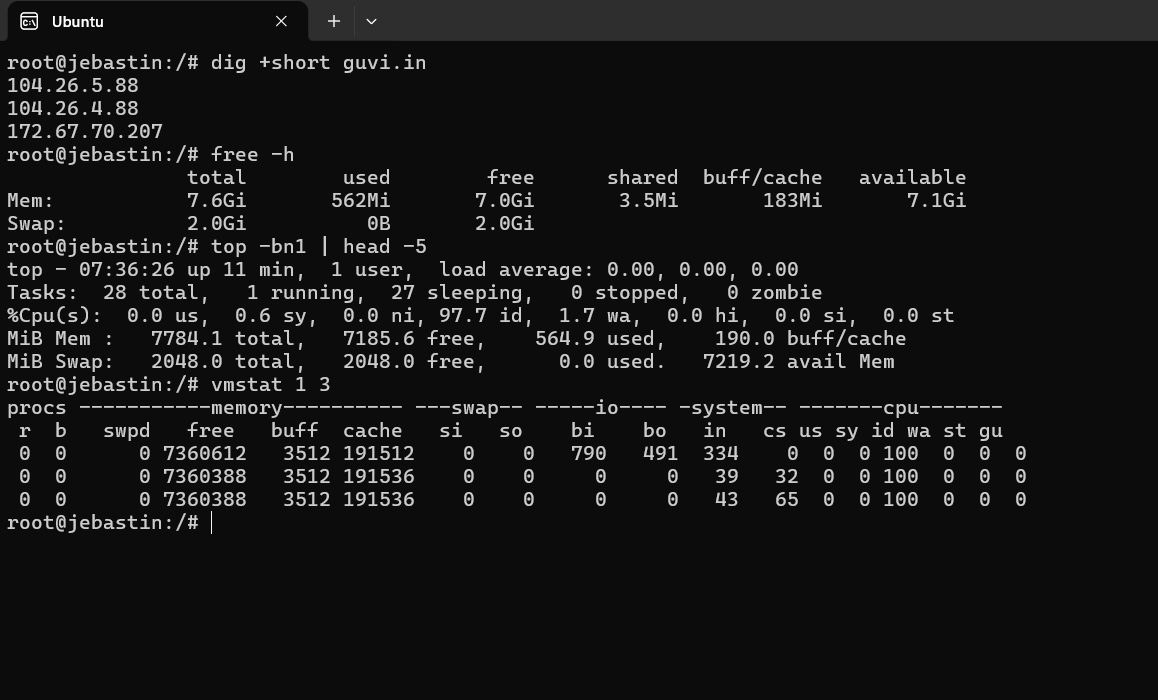 Ubuntu
root@jebastin:/# dig +short guvi.in
104.26.5.88
104.26.4.88
172.67.70.207
root@jebastin:/# free -h
               total        used        free      shared  buff/cache   available
Mem:           7.6Gi       562Mi       7.0Gi       3.5Mi       183Mi       7.1Gi
Swap:          2.0Gi          0B       2.0Gi
root@jebastin:/# top -bn1 | head -5
top - 07:36:26 up 11 min,  1 user,  load average: 0.00, 0.00, 0.00
Tasks:  28 total,   1 running,  27 sleeping,   0 stopped,   0 zombie
%Cpu(s):  0.0 us,  0.6 sy,  0.0 ni, 97.7 id,  1.7 wa,  0.0 hi,  0.0 si,  0.0 st
MiB Mem :   7784.1 total,   7185.6 free,    564.9 used,    190.0 buff/cache
MiB Swap:   2048.0 total,   2048.0 free,      0.0 used.   7219.2 avail Mem
root@jebastin:/# vmstat 1 3
procs -----------memory---------- ---swap-- -----io---- -system-- -------cpu-------
 r  b   swpd   free   buff  cache   si   so    bi    bo   in   cs us sy id wa st gu
 0  0      0 7360612   3512 191512    0    0   790   491  334    0  0  0 100  0  0  0
 0  0      0 7360388   3512 191536    0    0     0     0   39   32  0  0 100  0  0  0
 0  0      0 7360388   3512 191536    0    0     0     0   43   65  0  0 100  0  0  0
root@jebastin:/#